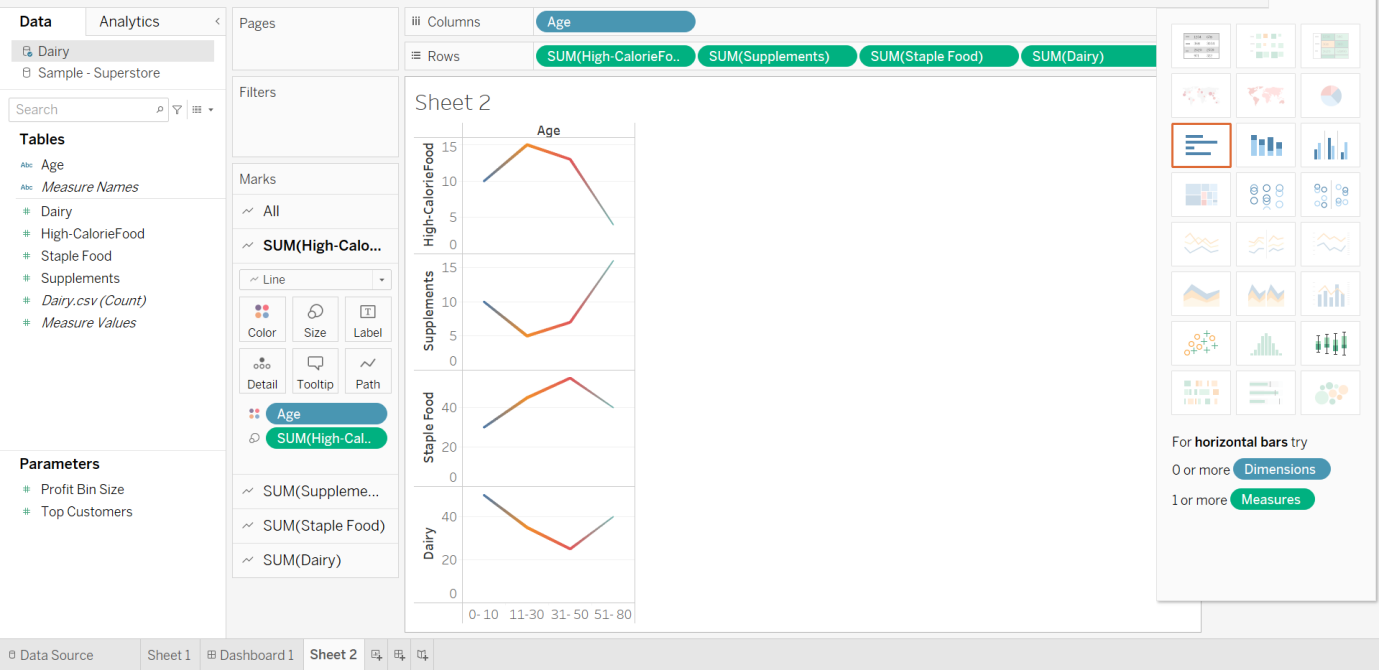 Data
Analytics
Dairy
Sample - Superstore
Search
Tables
Abc Age
Abc Measure Names
# Dairy
# High-CalorieFood
# Staple Food
# Supplements
# Dairy.csv (Count)
# Measure Values
Parameters
# Profit Bin Size
# Top Customers
Pages
Filters
Marks
All
SUM(High-Calo...
Line
Color Size Label
Detail Tooltip Path
Age
SUM(High-Cal..
SUM(Suppleme...
SUM(Staple Food)
SUM(Dairy)
Columns
Age
Rows
SUM(High-CalorieFo.. SUM(Supplements) SUM(Staple Food) SUM(Dairy)
Sheet 2
Age
High-CalorieFood
15
10
5
0
Supplements
15
10
5
0
Staple Food
40
20
0
Dairy
40
20
0
0- 10 11-30 31- 50 51- 80
For horizontal bars try
0 or more Dimensions
1 or more Measures
Data Source Sheet 1 Dashboard 1 Sheet 2